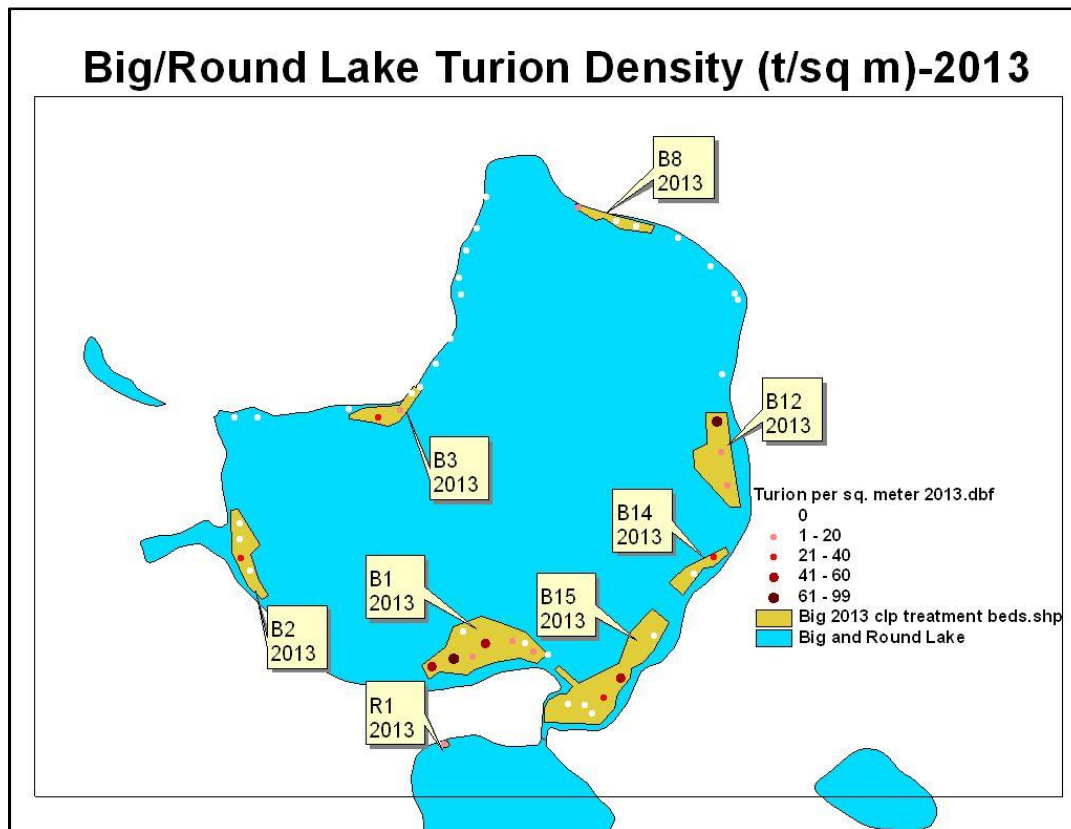 Big/Round Lake Turion Density (t/sq m)-2013
B8
2013
B12
2013
B3
2013
Turion per sq. meter 2013.dbf
0
1 - 20
21 - 40
41 - 60
61 - 99
Big 2013 clp treatment beds.shp
Big and Round Lake
B14
2013
B1
2013
B15
2013
B2
2013
R1
2013